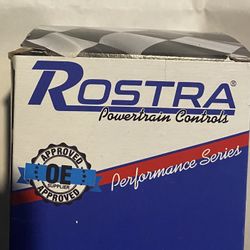 ROSTRA®
Powertrain Controls
APPROVED
OE
SUPPLIER
APPROVED
Performance Series